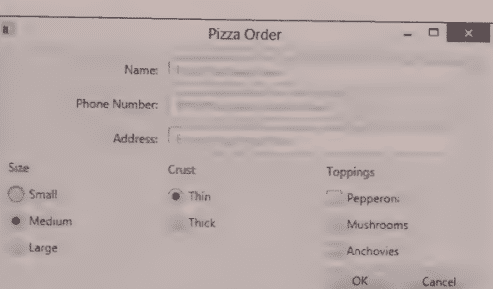 Pizza Order
Name:
Phone Number:
Address:
Size
Crust
Toppings
Small
Thin
Pepperoni
Medium
Thick
Mushrooms
Large
Anchovies
OK
Cancel